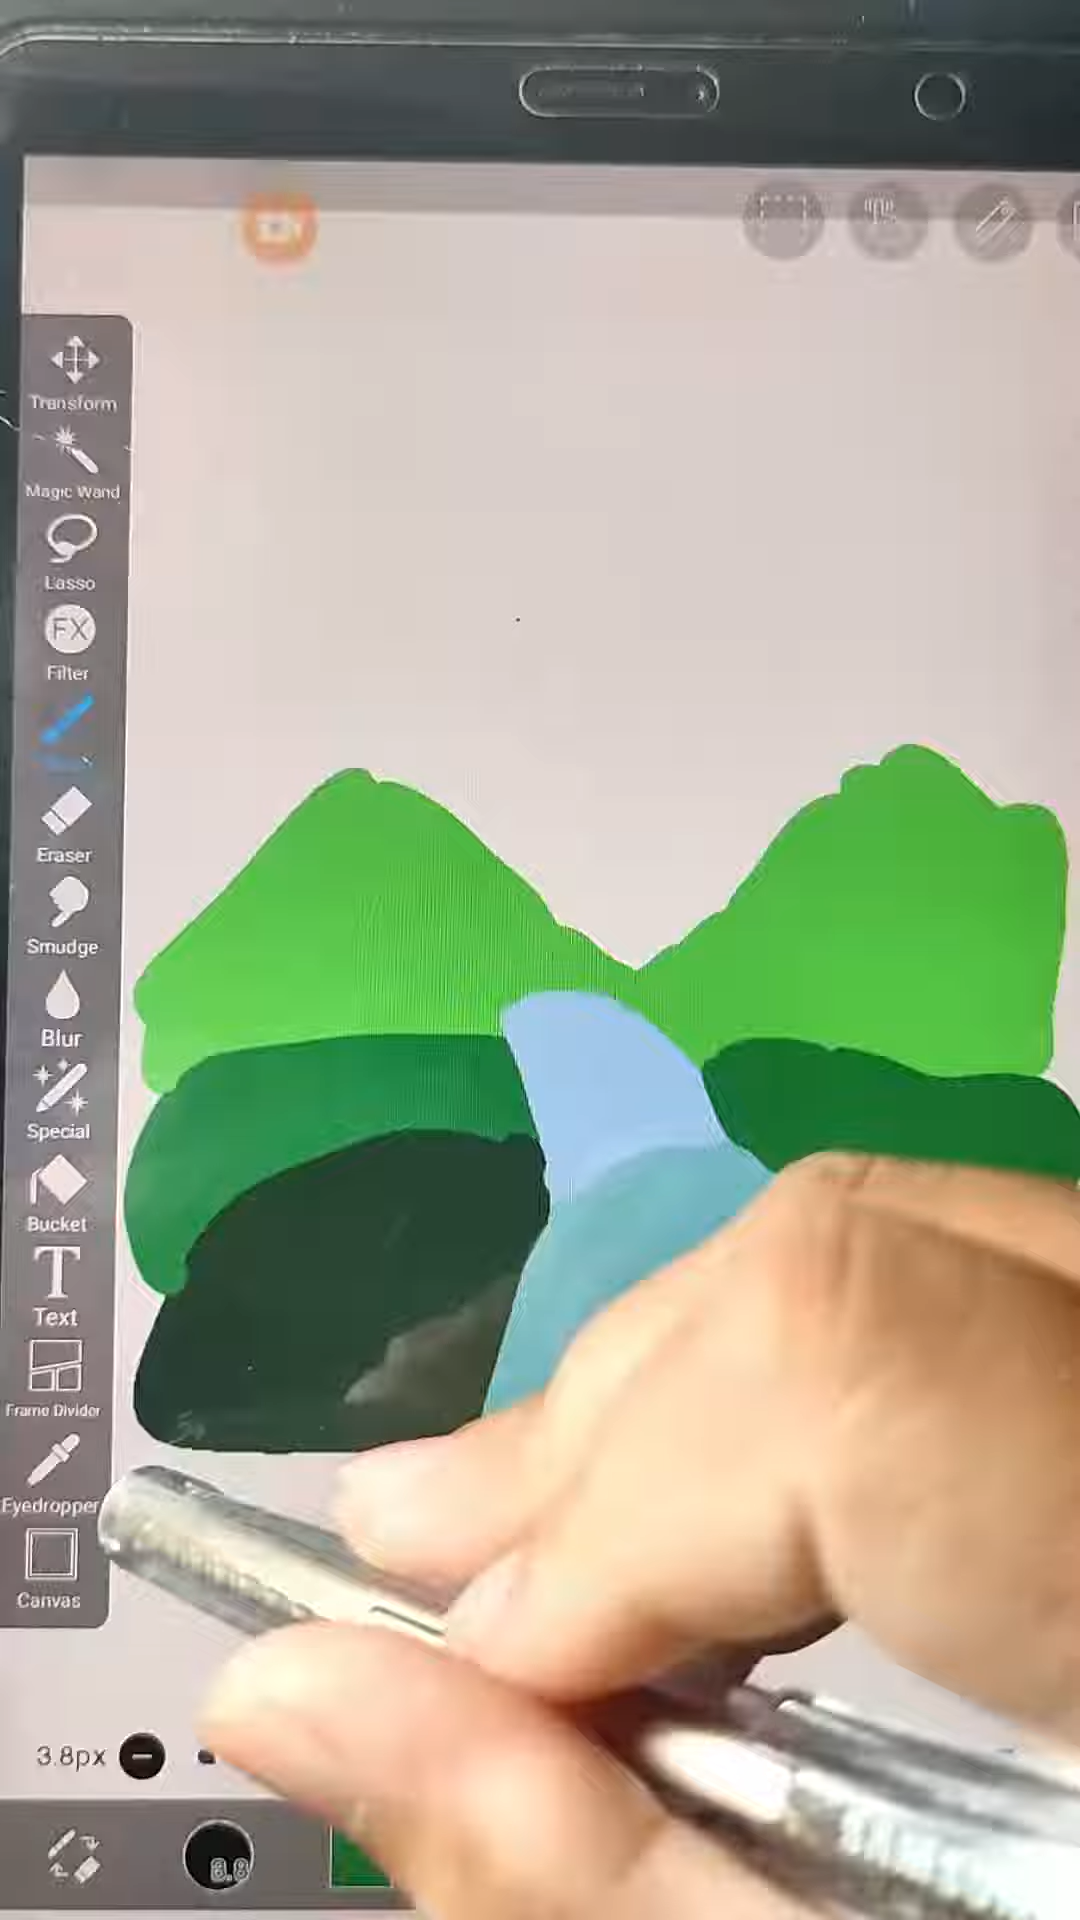 Transform
Magic Wand
Lasso
FX
Filter
Eraser
Smudge
Blur
Special
Bucket
T
Text
Frame Divider
Eyedropper
Canvas
3.8px